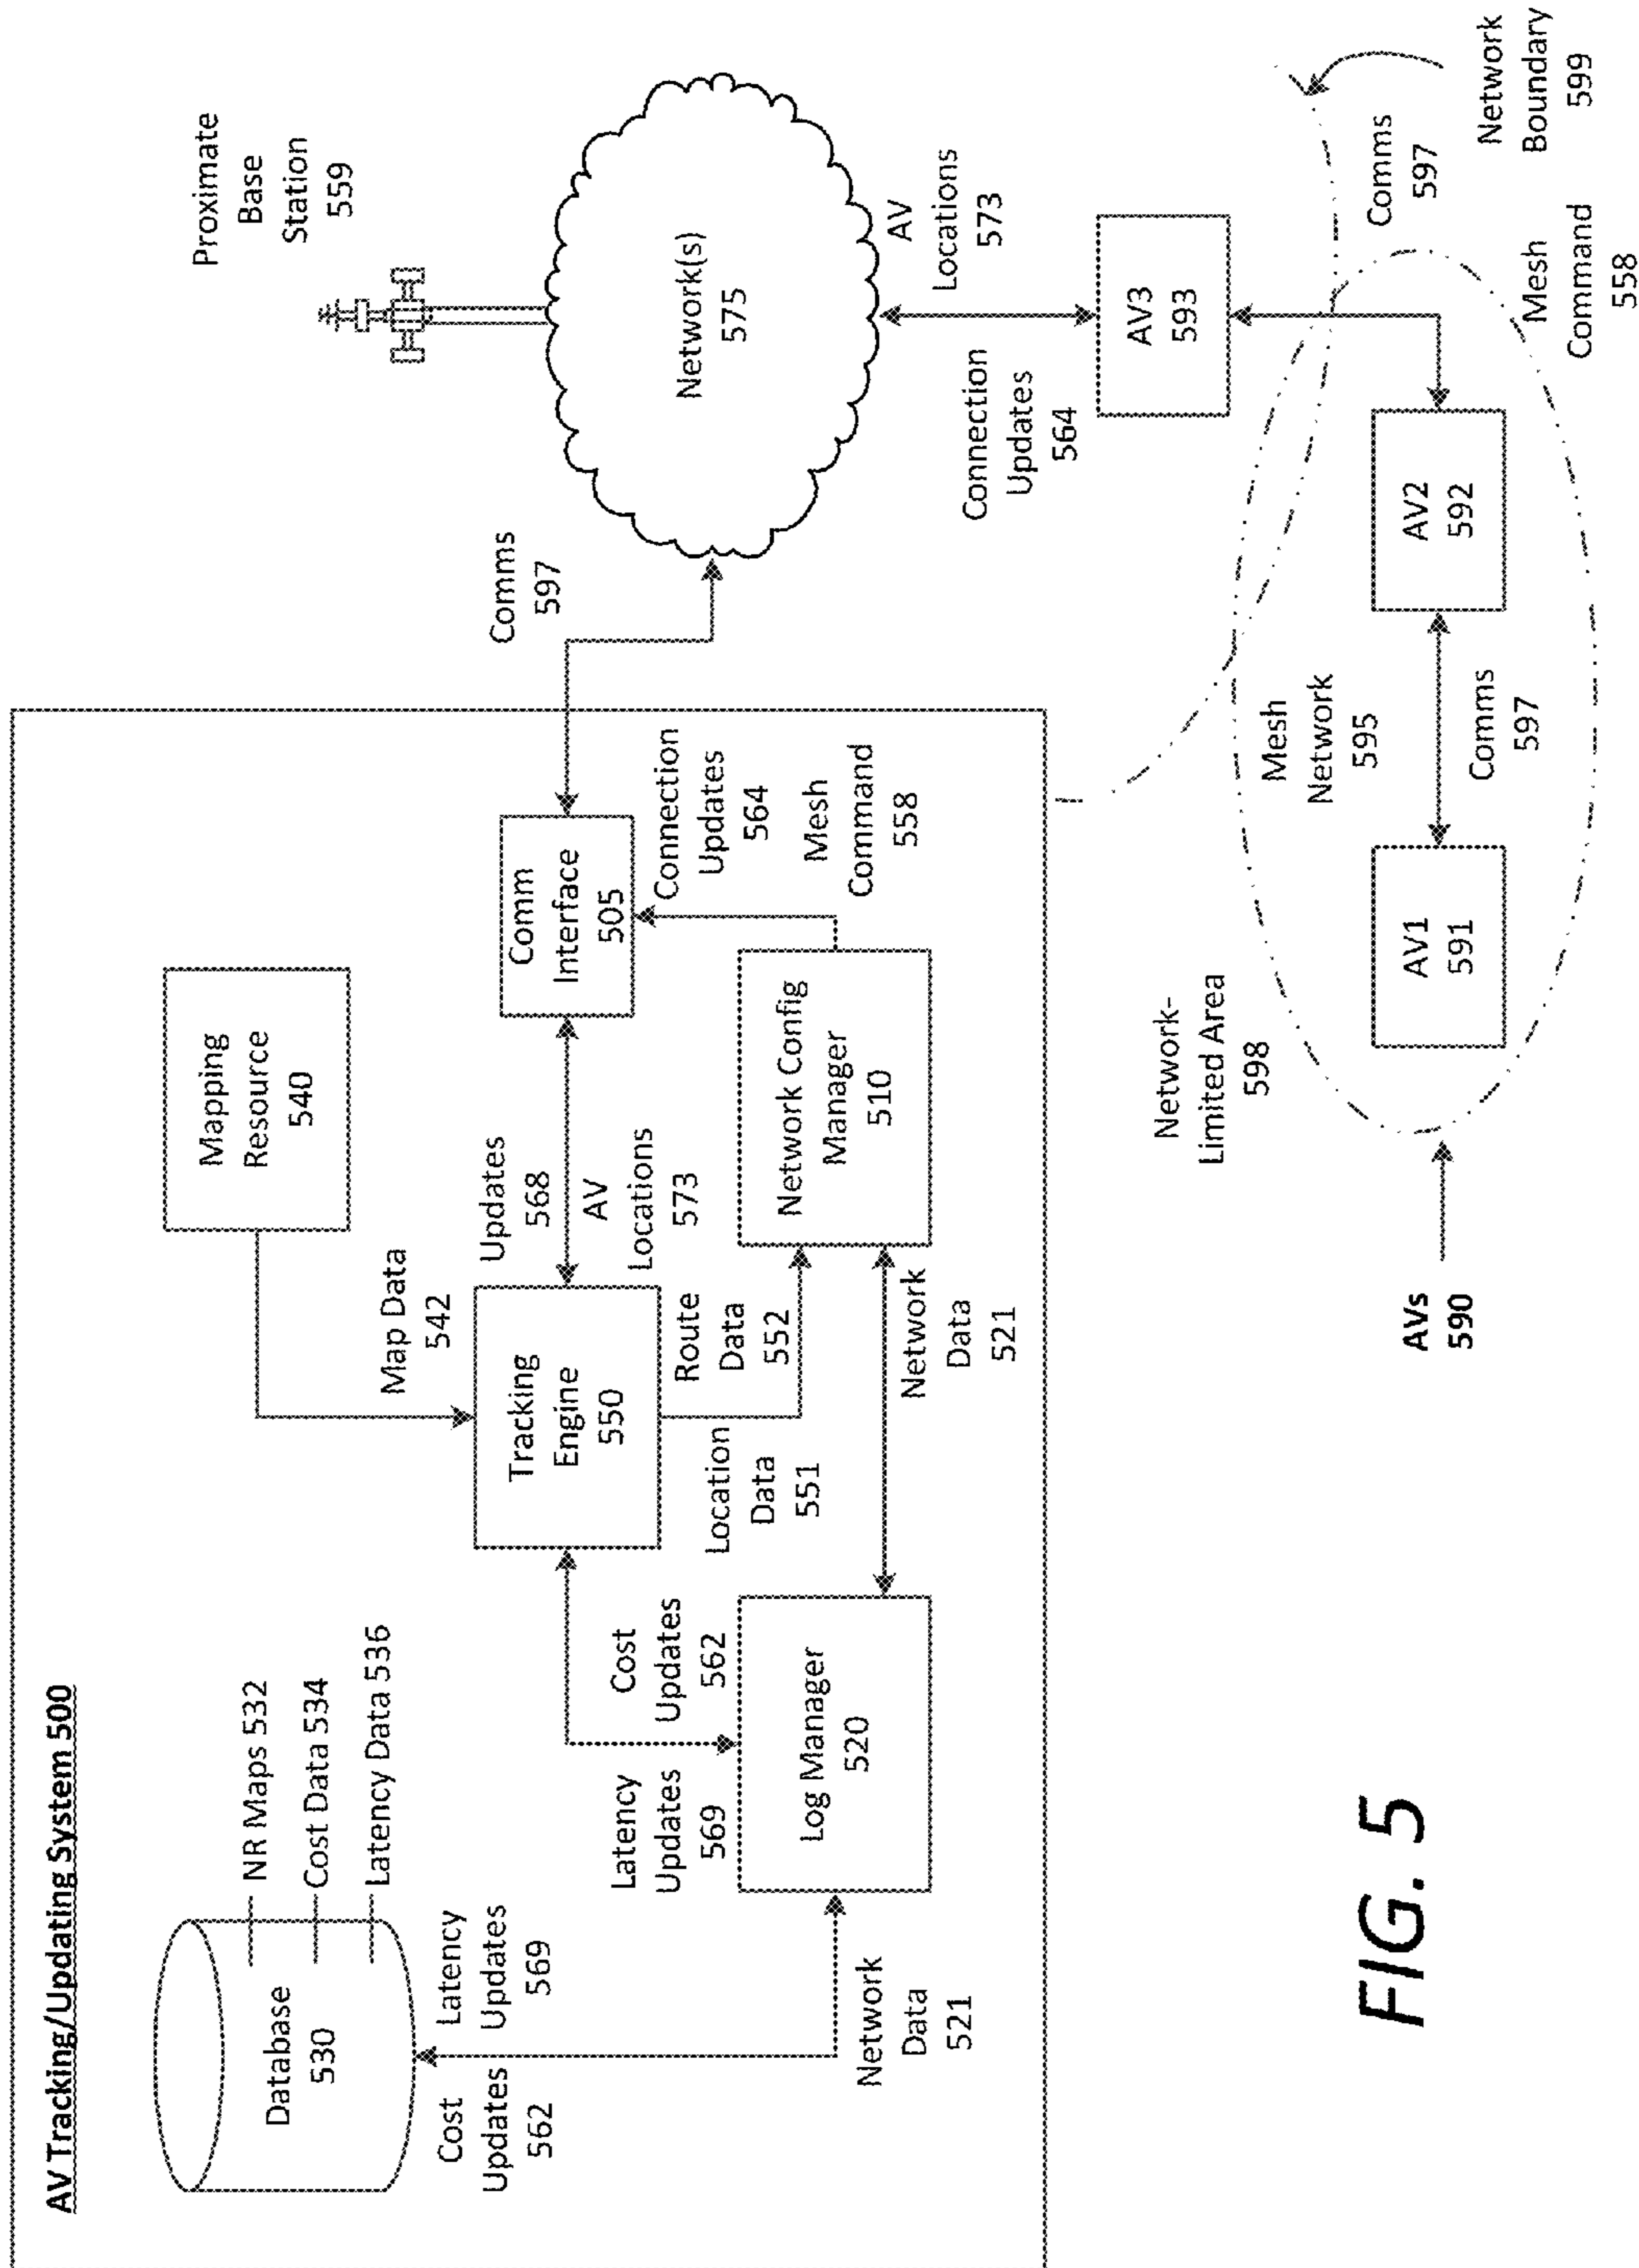 AV Tracking/Updating System 500
Database
530
NR Maps 532
Cost Data 534
Latency Data 536
Cost
Updates
562
Latency
Updates
569
Network
Data
521
Log Manager
520
Latency
Updates
569
Cost
Updates
562
Mapping
Resource
540
Map Data
542
Tracking
Engine
550
Location
Data
551
Route
Data
552
Updates
568
AV
Locations
573
Network
Data
521
Network Config
Manager
510
Comm
Interface
505
Connection
Updates
564
Mesh
Command
558
Comms
597
Proximate
Base
Station
559
Network(s)
575
Connection
Updates
564
AV
Locations
573
AV3
593
Comms
597
Network
Boundary
599
Mesh
Command
558
Network-
Limited Area
598
Mesh
Network
595
AV1
591
Comms
597
AV2
592
AVs
590
FIG. 5